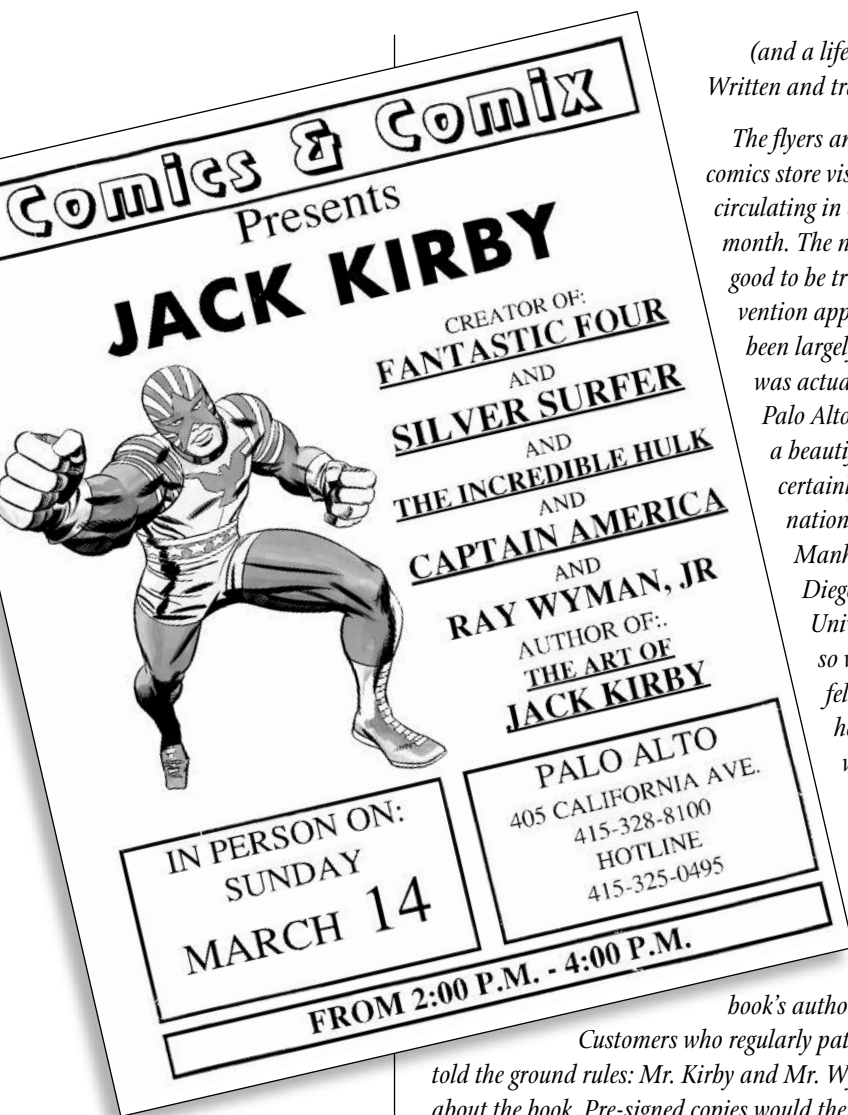 Comics & Comix
Presents
JACK KIRBY
CREATOR OF:
FANTASTIC FOUR
AND
SILVER SURFER
AND
THE INCREDIBLE HULK
AND
CAPTAIN AMERICA
AND
RAY WYMAN, JR
AUTHOR OF:.
THE ART OF
JACK KIRBY
IN PERSON ON:
SUNDAY
MARCH 14
PALO ALTO
405 CALIFORNIA AVE.
415-328-8100
HOTLINE
415-325-0495
FROM 2:00 P.M. - 4:00 P.M.
(and a life
Written and tr
The flyers ar
comics store vis
circulating in
month. The n
good to be tr
vention app
been largel
was actua
Palo Alto
a beauti
certain
nation
Manh
Dieg
Uni
so
fel
h
book's autho
Customers who regularly pat
told the ground rules: Mr. Kirby and Mr. W
about the book. Pre-signed copies would the